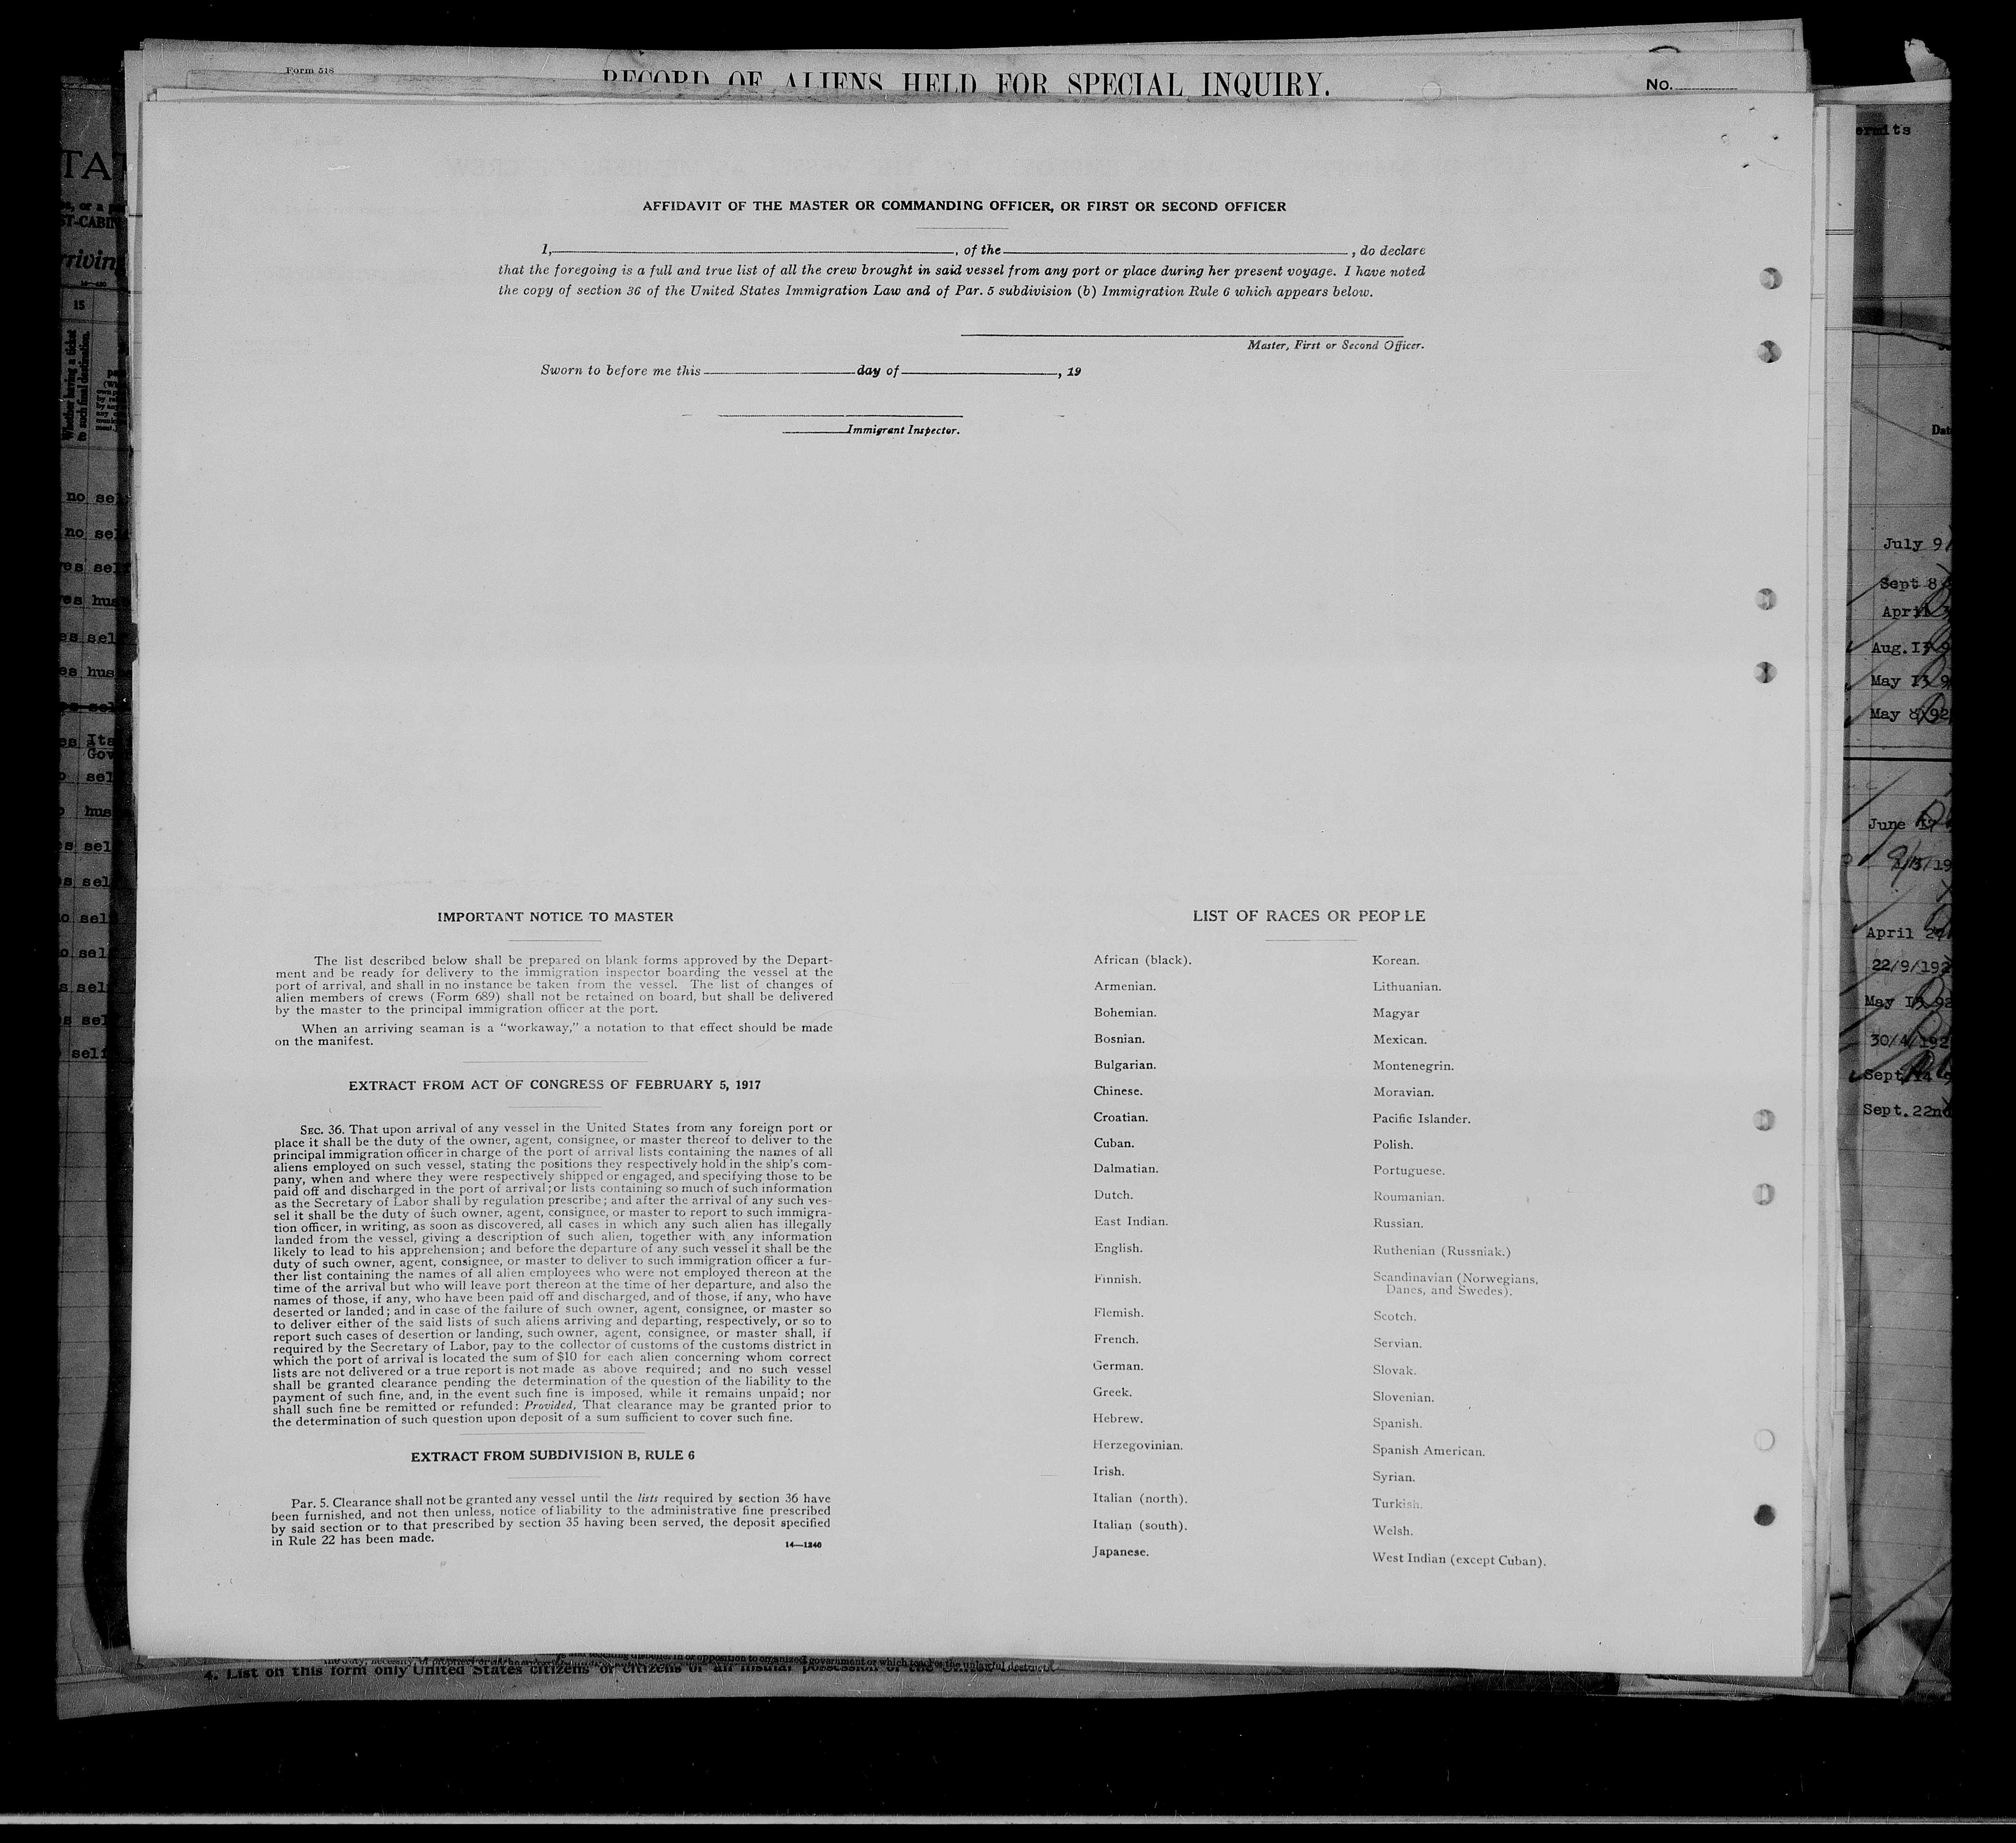 Form 518
RECORD OF ALIENS HELD FOR SPECIAL INQUIRY.
No.
AFFIDAVIT OF THE MASTER OR COMMANDING OFFICER, OR FIRST OR SECOND OFFICER
I, , of the , do declare
that the foregoing is a full and true list of all the crew brought in said vessel from any port or place during her present voyage. I have noted
the copy of section 36 of the United States Immigration Law and of Par. 5 subdivision (b) Immigration Rule 6 which appears below.
Master, First or Second Officer.
Sworn to before me this day of , 19
Immigrant Inspector.
IMPORTANT NOTICE TO MASTER
The list described below shall be prepared on blank forms approved by the Depart-
ment and be ready for delivery to the immigration inspector boarding the vessel at the
port of arrival, and shall in no instance be taken from the vessel. The list of changes of
alien members of crews (Form 689) shall not be retained on board, but shall be delivered
by the master to the principal immigration officer at the port.
When an arriving seaman is a "workaway," a notation to that effect should be made
on the manifest.
EXTRACT FROM ACT OF CONGRESS OF FEBRUARY 5, 1917
SEC. 36. That upon arrival of any vessel in the United States from any foreign port or
place it shall be the duty of the owner, agent, consignee, or master thereof to deliver to the
principal immigration officer in charge of the port of arrival lists containing the names of all
aliens employed on such vessel, stating the positions they respectively hold in the ship's com-
pany, when and where they were respectively shipped or engaged, and specifying those to be
paid off and discharged in the port of arrival; or lists containing so much of such information
as the Secretary of Labor shall by regulation prescribe; and after the arrival of any such ves-
sel it shall be the duty of such owner, agent, consignee, or master to report to such immigra-
tion officer, in writing, as soon as discovered, all cases in which any such alien has illegally
landed from the vessel, giving a description of such alien, together with any information
likely to lead to his apprehension; and before the departure of any such vessel it shall be the
duty of such owner, agent, consignee, or master to deliver to such immigration officer a fur-
ther list containing the names of all alien employees who were not employed thereon at the
time of the arrival but who will leave port thereon at the time of her departure, and also the
names of those, if any, who have been paid off and discharged, and of those, if any, who have
deserted or landed; and in case of the failure of such owner, agent, consignee, or master so
to deliver either of the said lists of such aliens arriving and departing, respectively, or so to
report such cases of desertion or landing, such owner, agent, consignee, or master shall, if
required by the Secretary of Labor, pay to the collector of customs of the customs district in
which the port of arrival is located the sum of $10 for each alien concerning whom correct
lists are not delivered or a true report is not made as above required; and no such vessel
shall be granted clearance pending the determination of the question of the liability to the
payment of such fine, and, in the event such fine is imposed, while it remains unpaid; nor
shall such fine be remitted or refunded: Provided, That clearance may be granted prior to
the determination of such question upon deposit of a sum sufficient to cover such fine.
EXTRACT FROM SUBDIVISION B, RULE 6
Par. 5. Clearance shall not be granted any vessel until the lists required by section 36 have
been furnished, and not then unless, notice of liability to the administrative fine prescribed
by said section or to that prescribed by section 35 having been served, the deposit specified
in Rule 22 has been made.
14—1240
LIST OF RACES OR PEOPLE
African (black).
Armenian.
Bohemian.
Bosnian.
Bulgarian.
Chinese.
Croatian.
Cuban.
Dalmatian.
Dutch.
East Indian.
English.
Finnish.
Flemish.
French.
German.
Greek.
Hebrew.
Herzegovinian.
Irish.
Italian (north).
Italian (south).
Japanese.
Korean.
Lithuanian.
Magyar
Mexican.
Montenegrin.
Moravian.
Pacific Islander.
Polish.
Portuguese.
Roumanian.
Russian.
Ruthenian (Russniak.)
Scandinavian (Norwegians,
Danes, and Swedes).
Scotch.
Servian.
Slovak.
Slovenian.
Spanish.
Spanish American.
Syrian.
Turkish.
Welsh.
West Indian (except Cuban).
4. List on this form only United States citizens or citizens of an insular possession of the